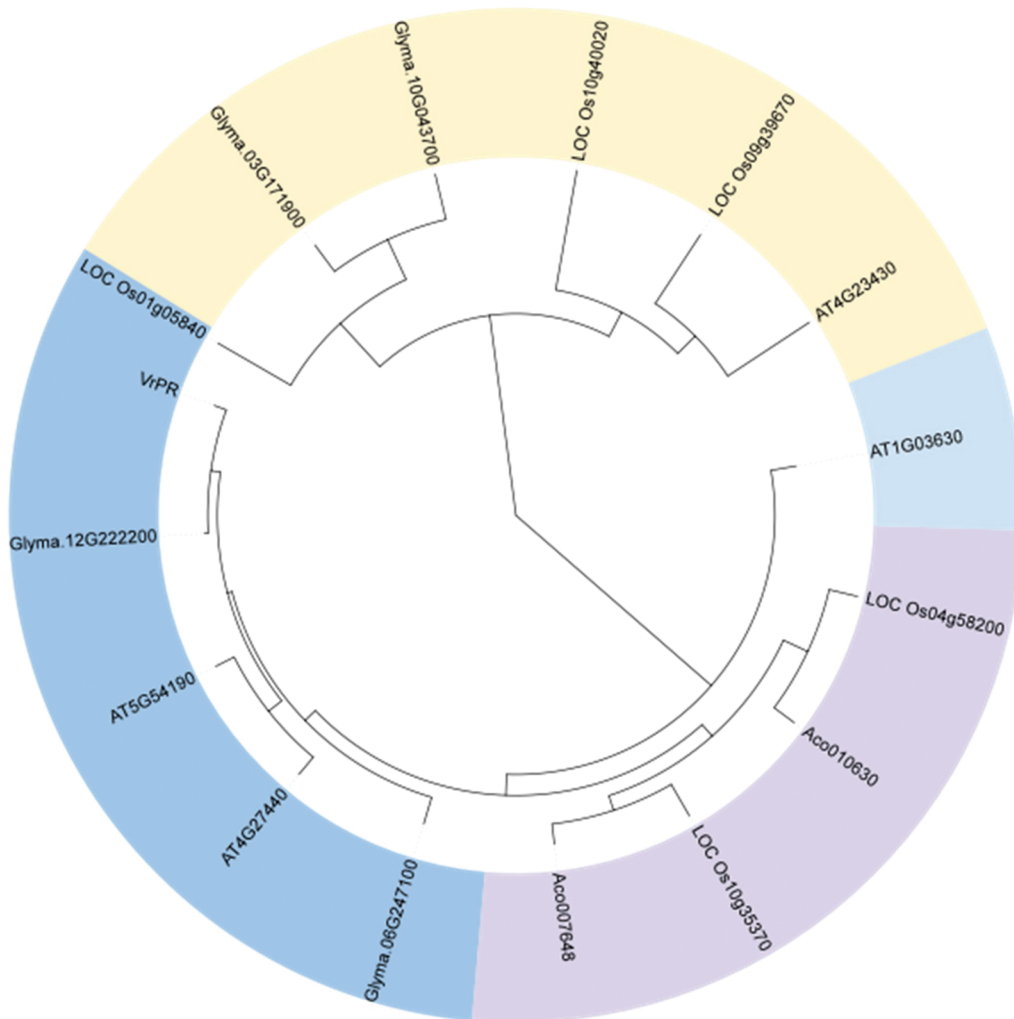 Glyma.10G043700
LOC Os10g40020
LOC Os09g39670
Glyma.03G171900
AT4G23430
LOC Os01g05840
VrPR
AT1G03630
Glyma.12G222200
LOC Os04g58200
AT5G54190
Aco010630
AT4G27440
LOC Os10g35370
Glyma.06G247100
Aco007648